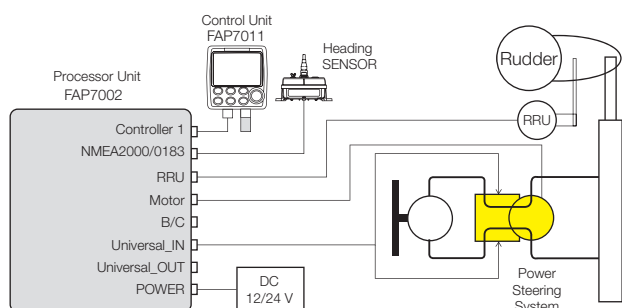 Control Unit
FAP7011
Heading
SENSOR
Rudder
Processor Unit
FAP7002
Controller 1
NMEA2000/0183
RRU
RRU
Motor
B/C
Universal_IN
Universal_OUT
POWER
DC
12/24 V
Power
Steering
System